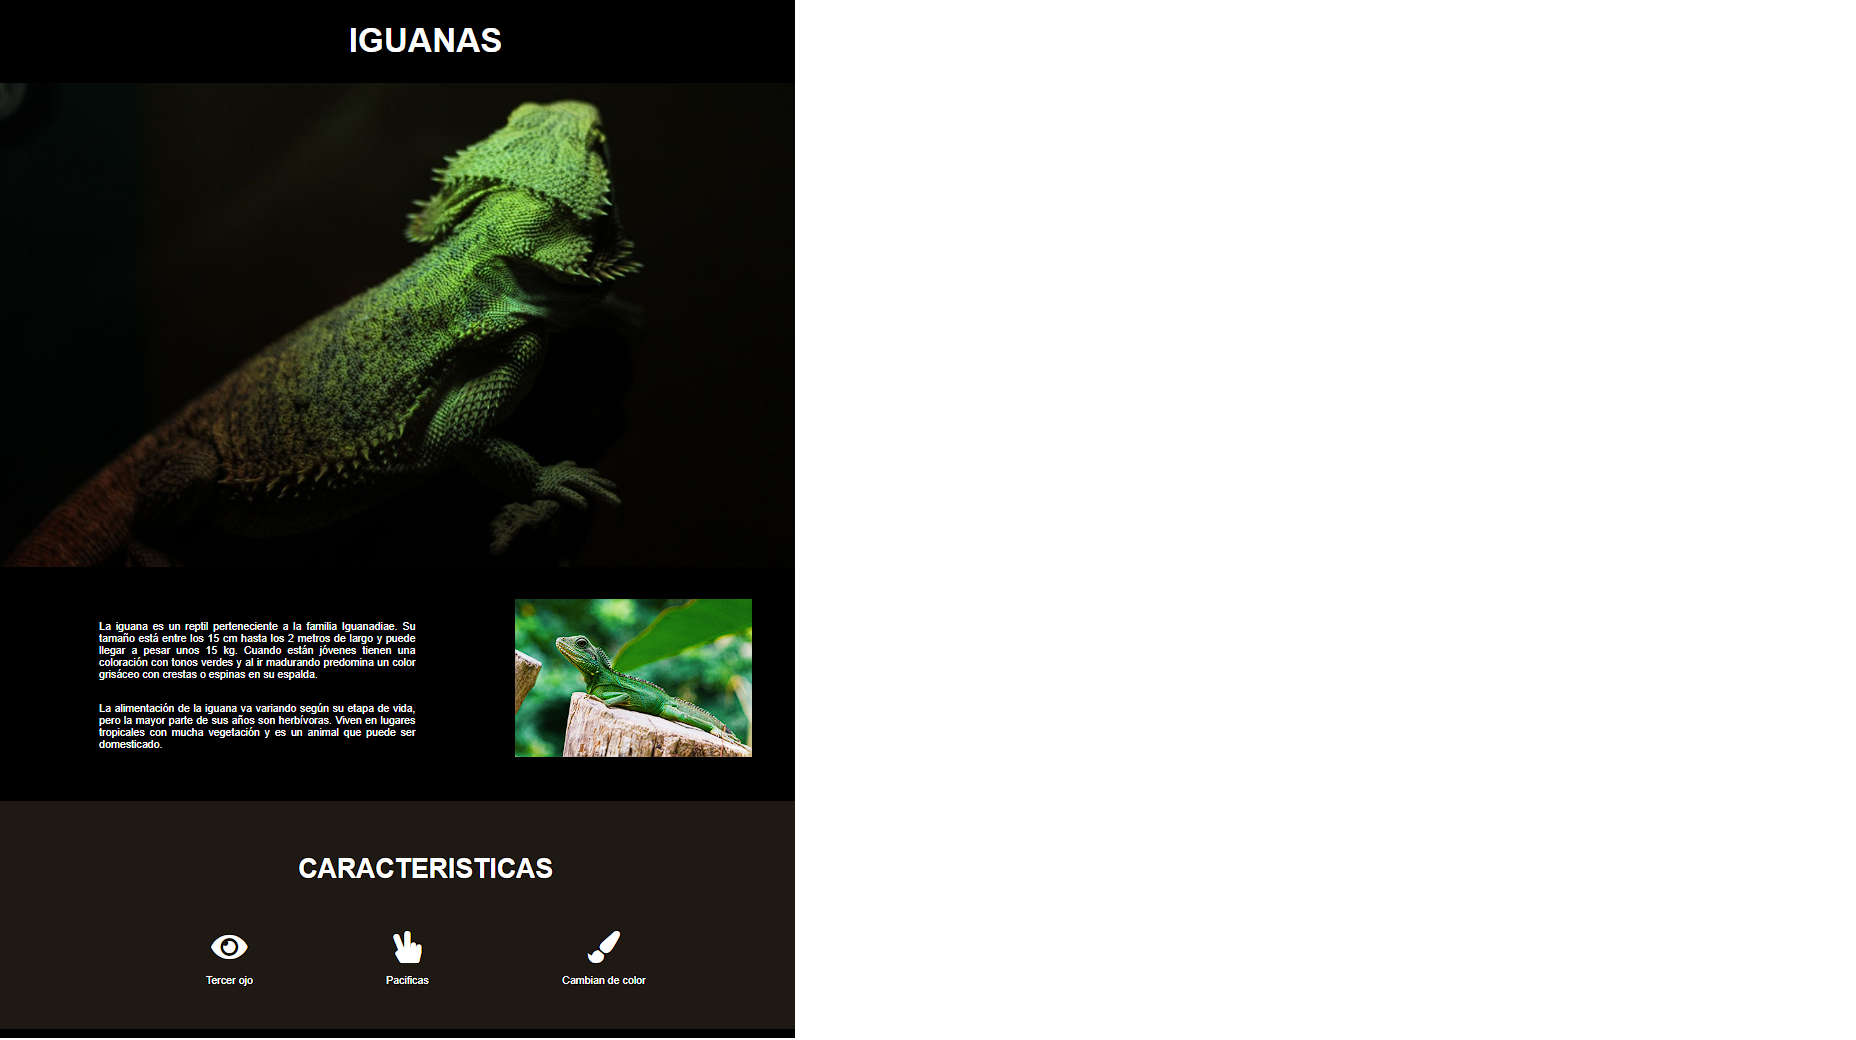 IGUANAS
La iguana es un reptil perteneciente a la familia Iguanadiae. Su
tamaño está entre los 15 cm hasta los 2 metros de largo y puede
llegar a pesar unos 15 kg. Cuando están jóvenes tienen una
coloración con tonos verdes y al ir madurando predomina un color
grisáceo con crestas o espinas en su espalda.
La alimentación de la iguana va variando según su etapa de vida,
pero la mayor parte de sus años son herbívoras. Viven en lugares
tropicales con mucha vegetación y es un animal que puede ser
domesticado.
CARACTERISTICAS
Tercer ojo
Pacificas
Cambian de color